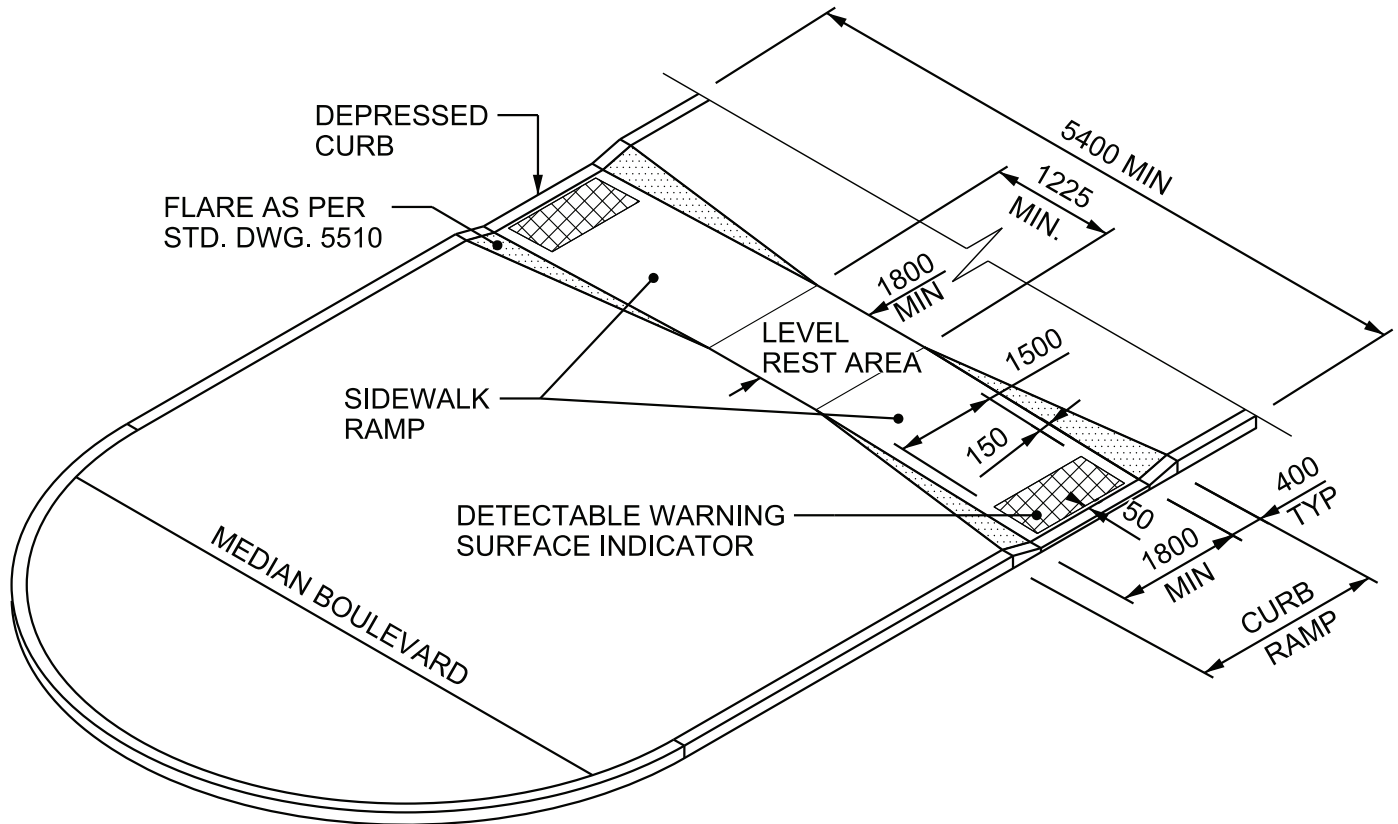 DEPRESSED
CURB
FLARE AS PER
STD. DWG. 5510
5400 MIN
1225
MIN.
1800
MIN
LEVEL
REST AREA
1500
150
SIDEWALK
RAMP
DETECTABLE WARNING
SURFACE INDICATOR
50
400
TYP
1800
MIN
CURB
RAMP
MEDIAN BOULEVARD